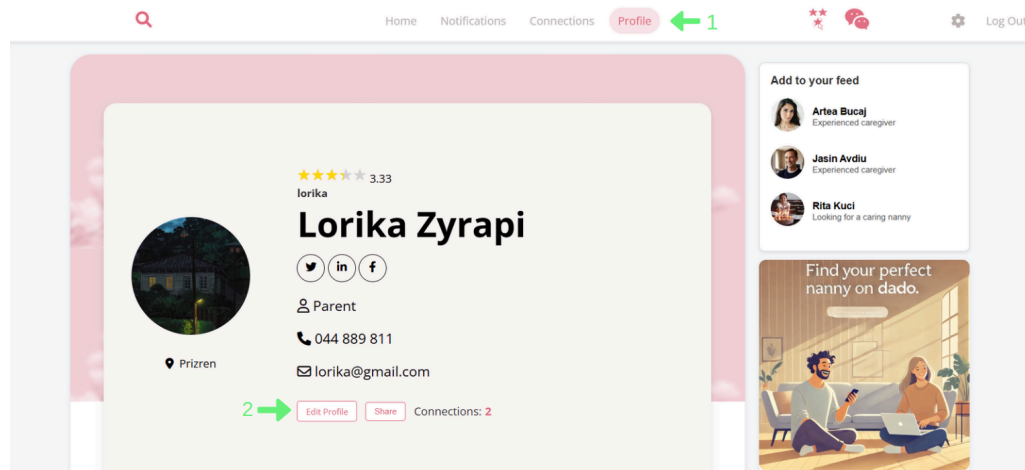 Home Notifications Connections Profile 1 Log Out
Add to your feed
Artea Bucaj
Experienced caregiver
Jasin Avdiu
Experienced caregiver
Rita Kuci
Looking for a caring nanny
3.33
lorika
Lorika Zyrapi
in f
Parent
044 889 811
Prizren
lorika@gmail.com
2 Edit Profile Share Connections: 2
Find your perfect
nanny on dado.